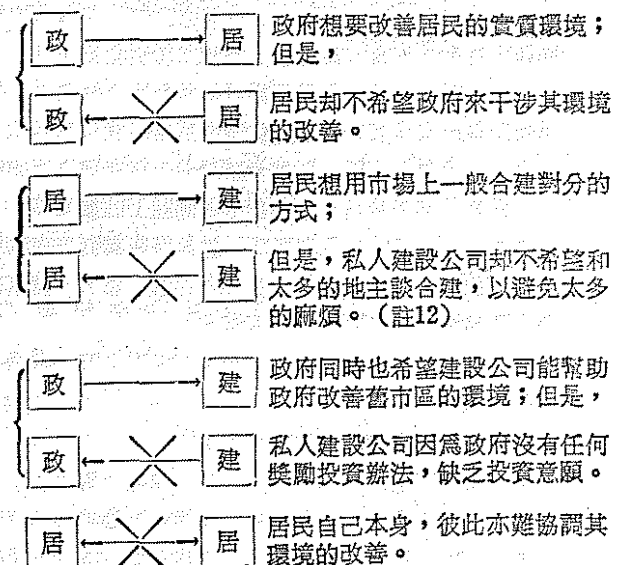 政 居 政府想要改善居民的實質環境；
但是，
政 居 居民却不希望政府來干涉其環境
的改善。
居 建 居民想用市場上一般合建對分的
方式；
居 建 但是，私人建設公司却不希望和
太多的地主談合建，以避免太多
的麻煩。（註12）
政 建 政府同時也希望建設公司能幫助
政府改善舊市區的環境；但是，
政 建 私人建設公司因爲政府沒有任何
獎勵投資辦法，缺乏投資意願。
居 居 居民自己本身，彼此亦難協調其
環境的改善。